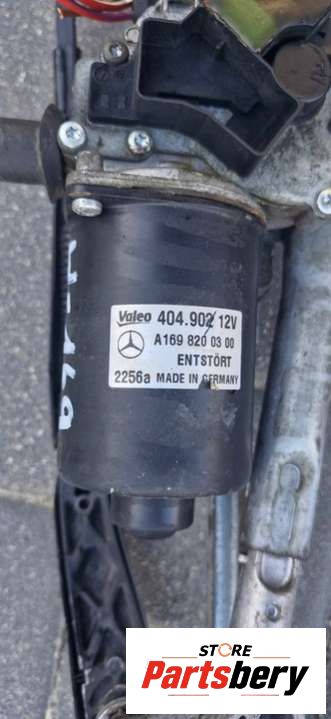 Valeo 404.902 12V
A169 820 03 00
ENTSTÖRT
2256a MADE IN GERMANY
STORE
Partsbery